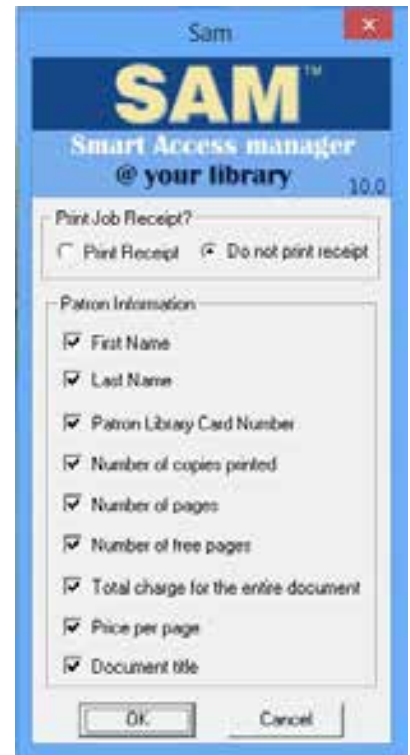 Sam
SAM™
Smart Access manager
@ your library
10.0
Print Job Receipt?
Print Receipt Do not print receipt
Patron Information
First Name
Last Name
Patron Library Card Number
Number of copies printed
Number of pages
Number of free pages
Total charge for the entire document
Price per page
Document title
OK Cancel